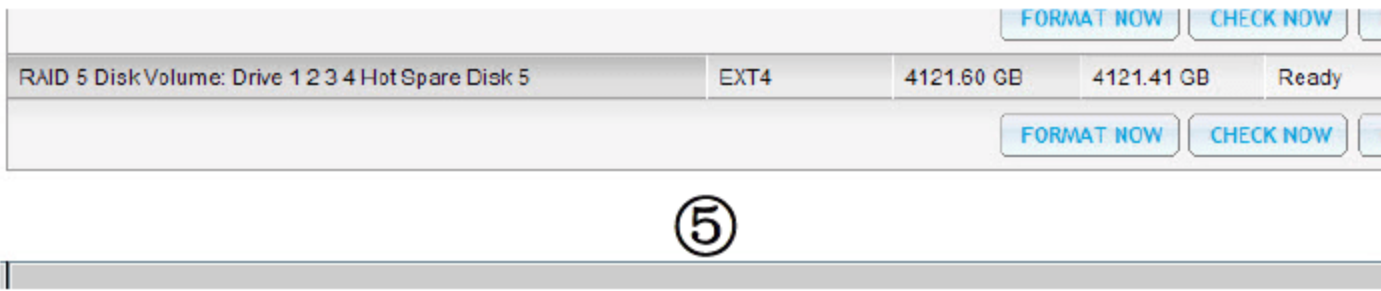 FORMAT NOW CHECK NOW
RAID 5 Disk Volume: Drive 1 2 3 4 Hot Spare Disk 5 EXT4 4121.60 GB 4121.41 GB Ready
FORMAT NOW CHECK NOW
⑤